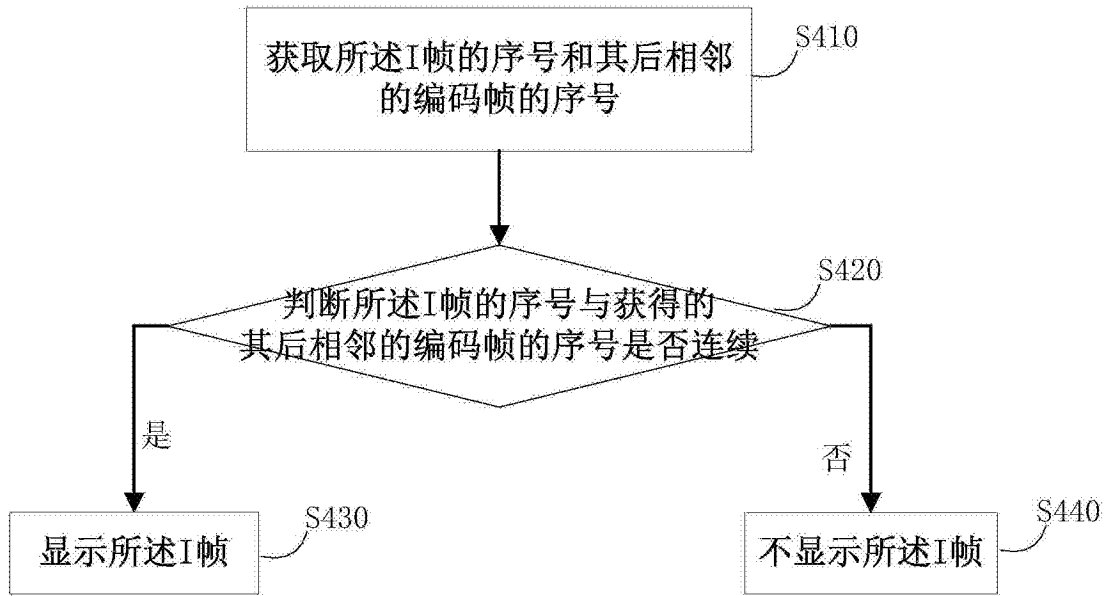 S410
获取所述I帧的序号和其后相邻
的编码帧的序号
S420
判断所述I帧的序号与获得的
其后相邻的编码帧的序号是否连续
是
否
S430
显示所述I帧
S440
不显示所述I帧